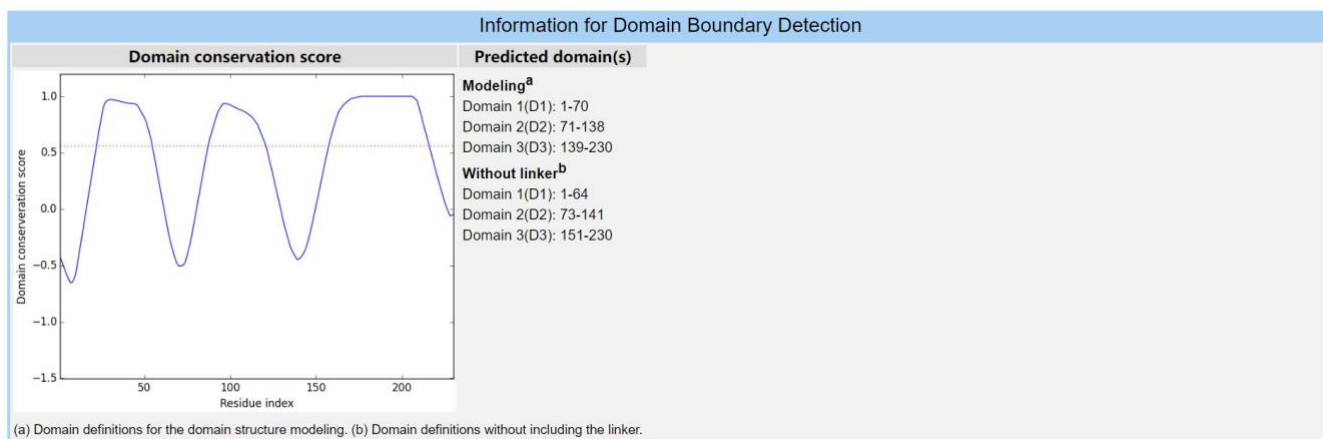 Information for Domain Boundary Detection
Domain conservation score
Predicted domain(s)
1.0
0.5
0.0
−0.5
−1.0
−1.5
Domain conserveration score
50
100
150
200
Residue index
Modelingᵃ
Domain 1(D1): 1-70
Domain 2(D2): 71-138
Domain 3(D3): 139-230
Without linkerᵇ
Domain 1(D1): 1-64
Domain 2(D2): 73-141
Domain 3(D3): 151-230
(a) Domain definitions for the domain structure modeling. (b) Domain definitions without including the linker.